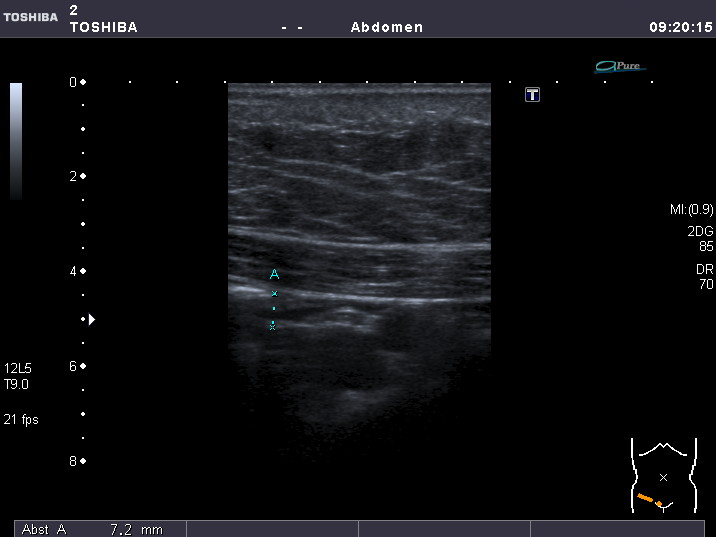 TOSHIBA
2
TOSHIBA - - Abdomen 09:20:15
aPure
T
0
2
4
6
8
A
MI:(0.9)
2DG
85
DR
70
12L5
T9.0
21 fps
Abst A 7.2 mm